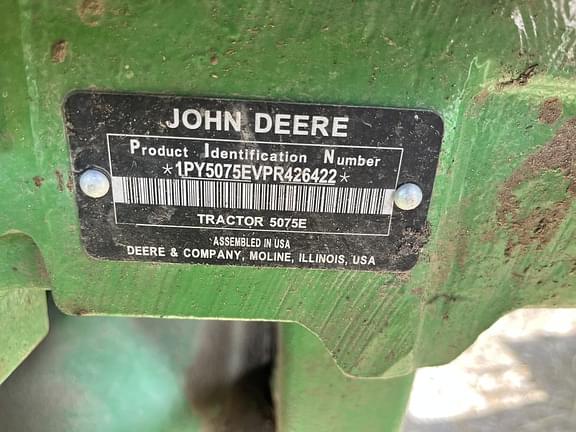 JOHN DEERE
Product Identification Number
*1PY5075EVPR426422*
TRACTOR 5075E
ASSEMBLED IN USA
DEERE & COMPANY, MOLINE, ILLINOIS, USA